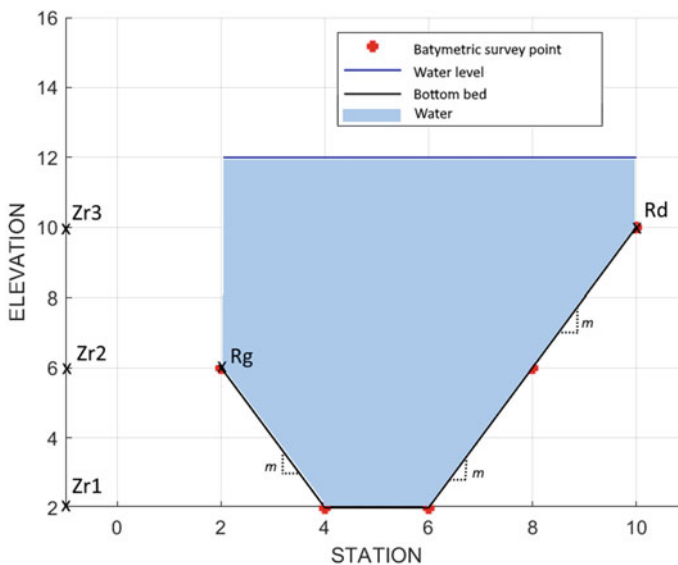 16
Batymetric survey point
Water level
Bottom bed
Water
14
12
Zr3
Rd
10
ELEVATION
8
m
Zr2
Rg
6
4
m
m
Zr1
2
0 2 4 6 8 10
STATION